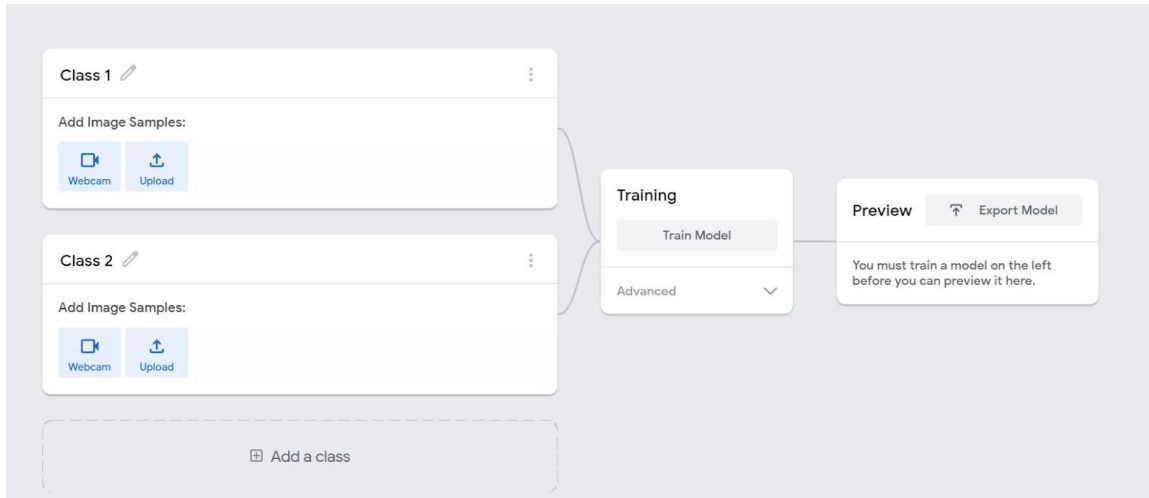 Class 1
Add Image Samples:
Webcam
Upload
Class 2
Add Image Samples:
Webcam
Upload
Add a class
Training
Train Model
Advanced
Preview
Export Model
You must train a model on the left
before you can preview it here.